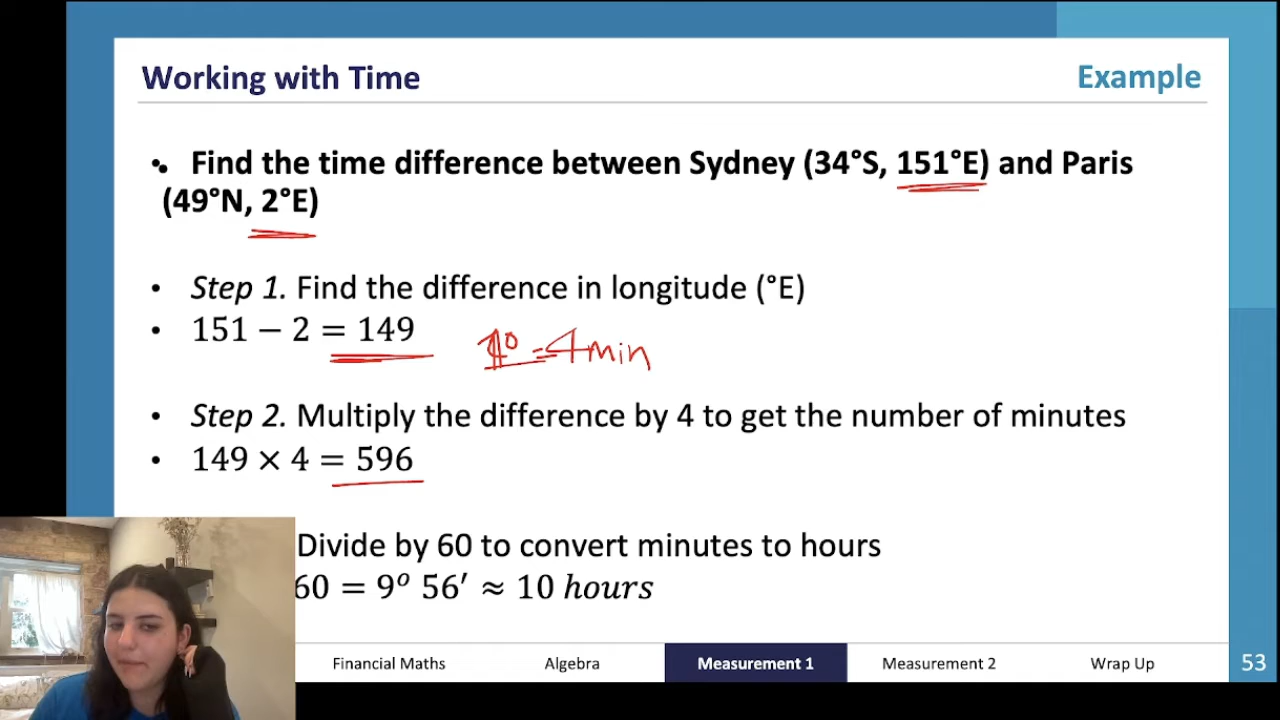 Working with Time
Example
• Find the time difference between Sydney (34°S, 151°E) and Paris
(49°N, 2°E)
• Step 1. Find the difference in longitude (°E)
• 151 − 2 = 149
1° = 4 min
• Step 2. Multiply the difference by 4 to get the number of minutes
• 149 × 4 = 596
Divide by 60 to convert minutes to hours
60 = 9° 56′ ≈ 10 hours
Financial Maths
Algebra
Measurement 1
Measurement 2
Wrap Up
53